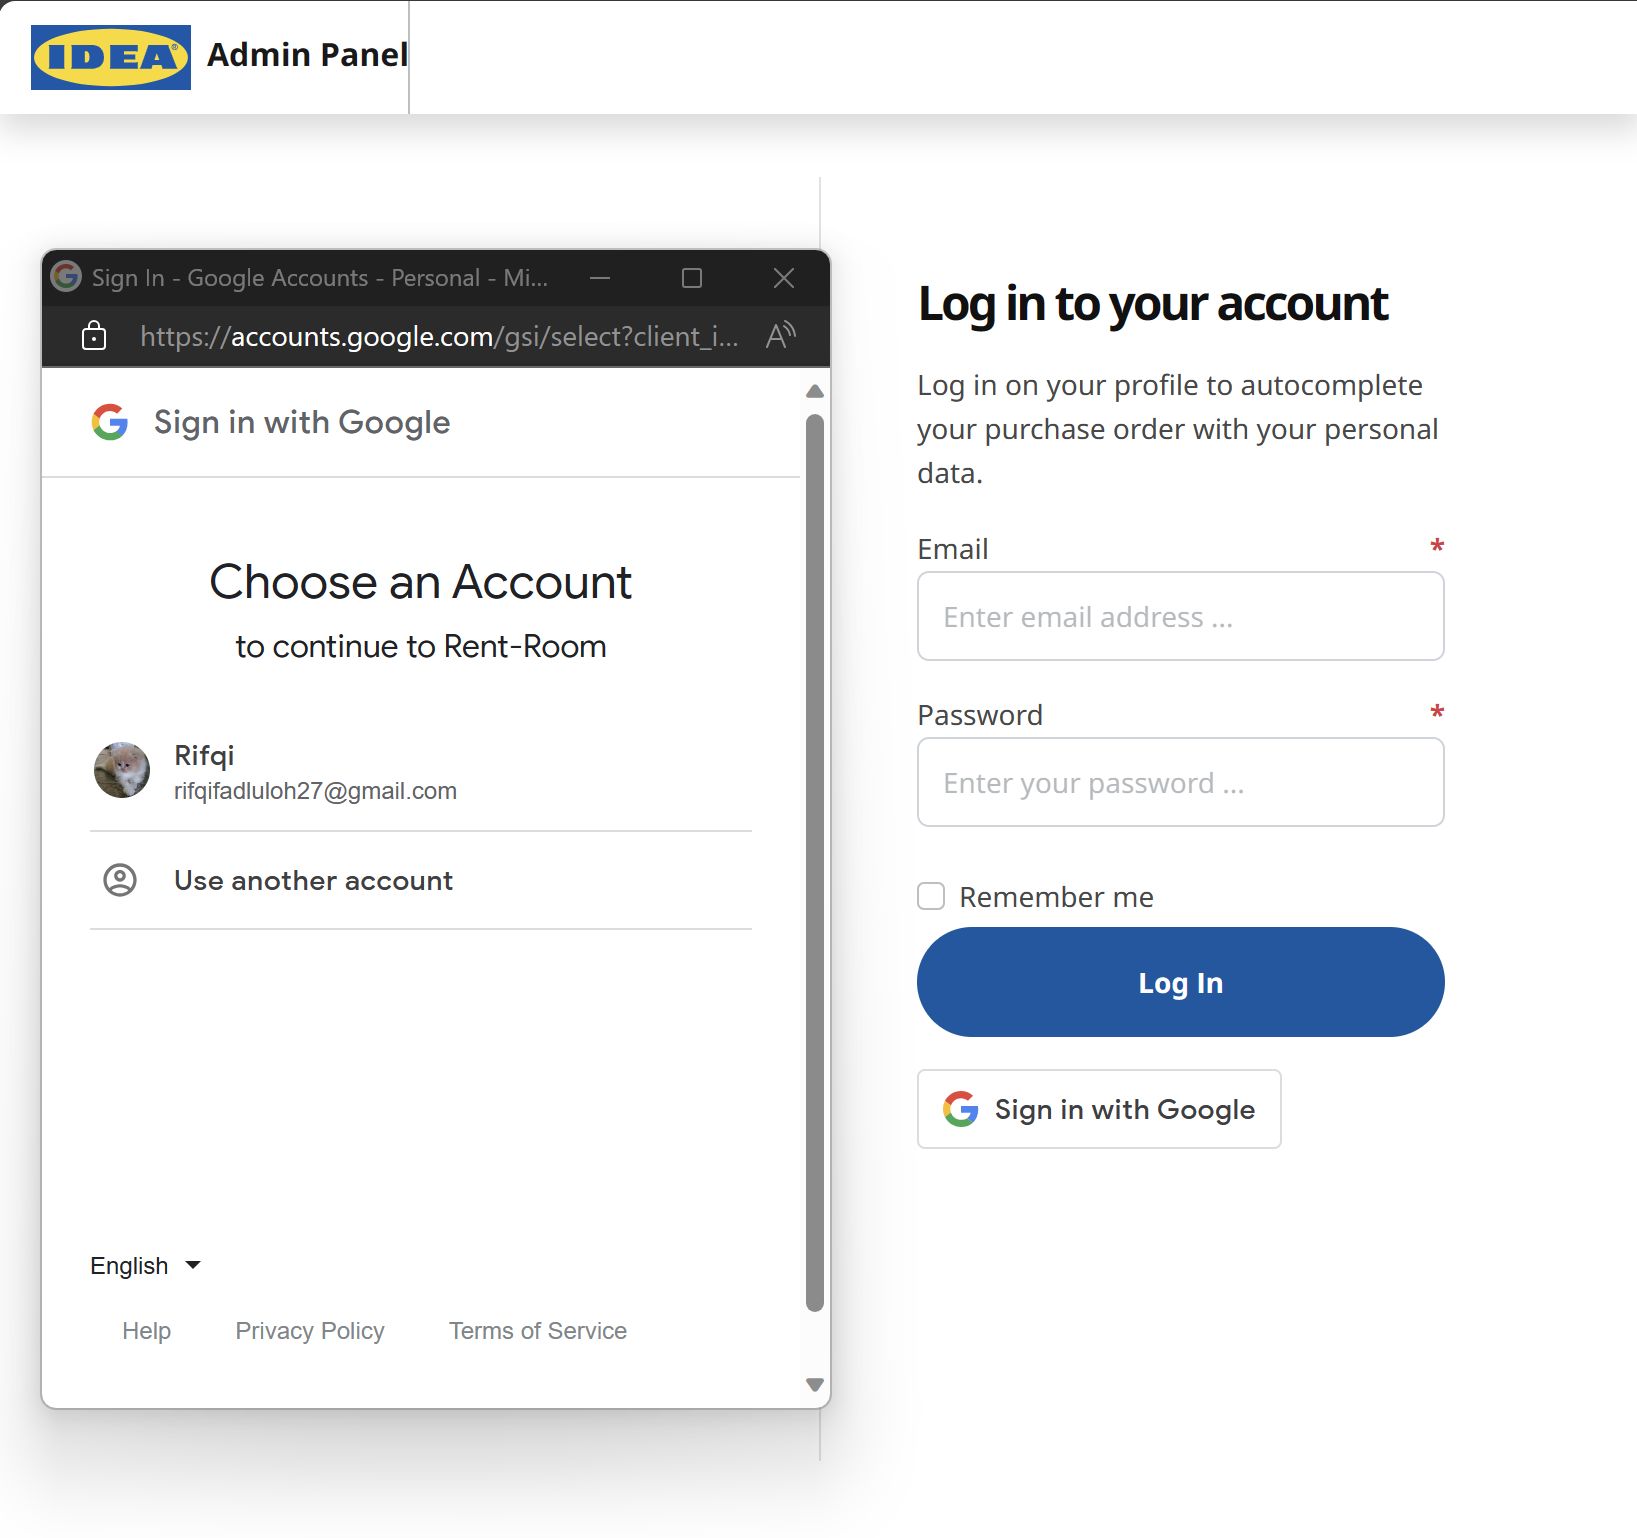 IDEA®
Admin Panel
Sign In - Google Accounts - Personal - Mi...
https://accounts.google.com/gsi/select?client_i...
Sign in with Google
Choose an Account
to continue to Rent-Room
Rifqi
rifqifadluloh27@gmail.com
Use another account
English
Help
Privacy Policy
Terms of Service
Log in to your account
Log in on your profile to autocomplete
your purchase order with your personal
data.
Email *
Enter email address ...
Password *
Enter your password ...
Remember me
Log In
Sign in with Google